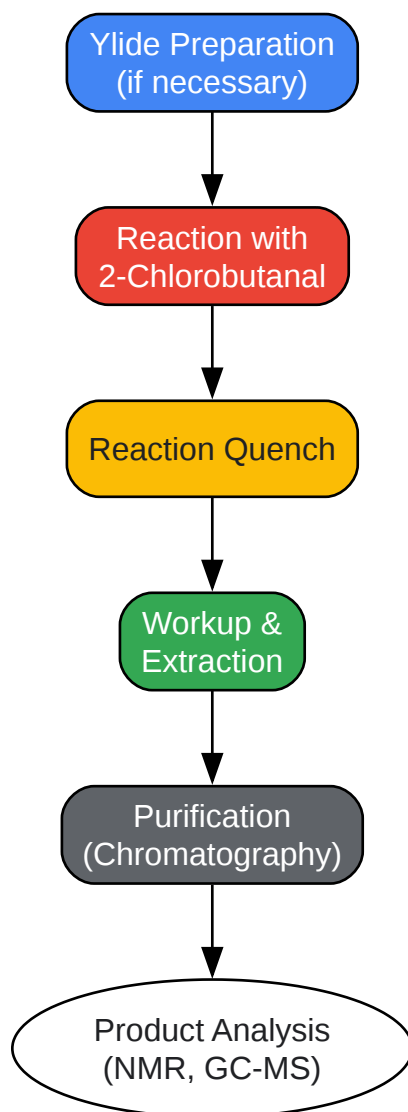 Ylide Preparation
(if necessary)
Reaction with
2-Chlorobutanal
Reaction Quench
Workup &
Extraction
Purification
(Chromatography)
Product Analysis
(NMR, GC-MS)